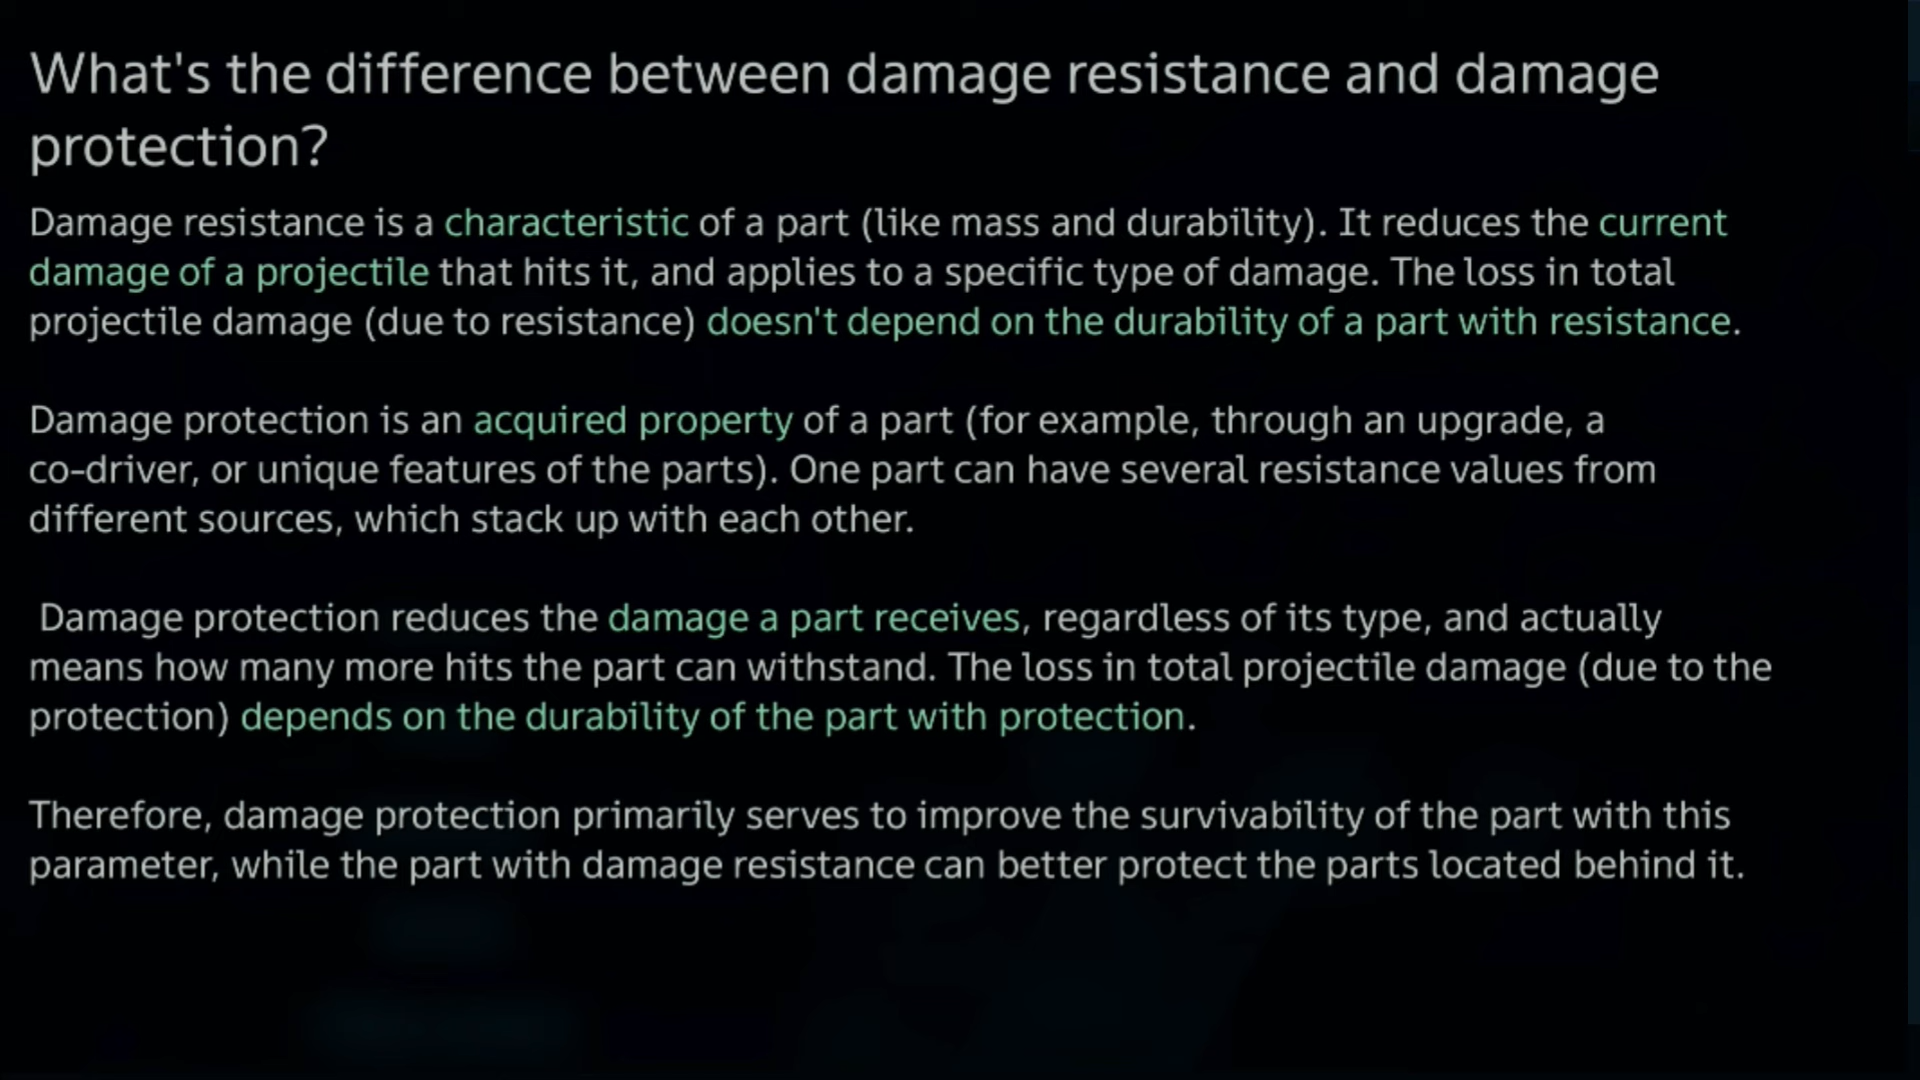 What's the difference between damage resistance and damage
protection?
Damage resistance is a characteristic of a part (like mass and durability). It reduces the current
damage of a projectile that hits it, and applies to a specific type of damage. The loss in total
projectile damage (due to resistance) doesn't depend on the durability of a part with resistance.
Damage protection is an acquired property of a part (for example, through an upgrade, a
co-driver, or unique features of the parts). One part can have several resistance values from
different sources, which stack up with each other.
Damage protection reduces the damage a part receives, regardless of its type, and actually
means how many more hits the part can withstand. The loss in total projectile damage (due to the
protection) depends on the durability of the part with protection.
Therefore, damage protection primarily serves to improve the survivability of the part with this
parameter, while the part with damage resistance can better protect the parts located behind it.